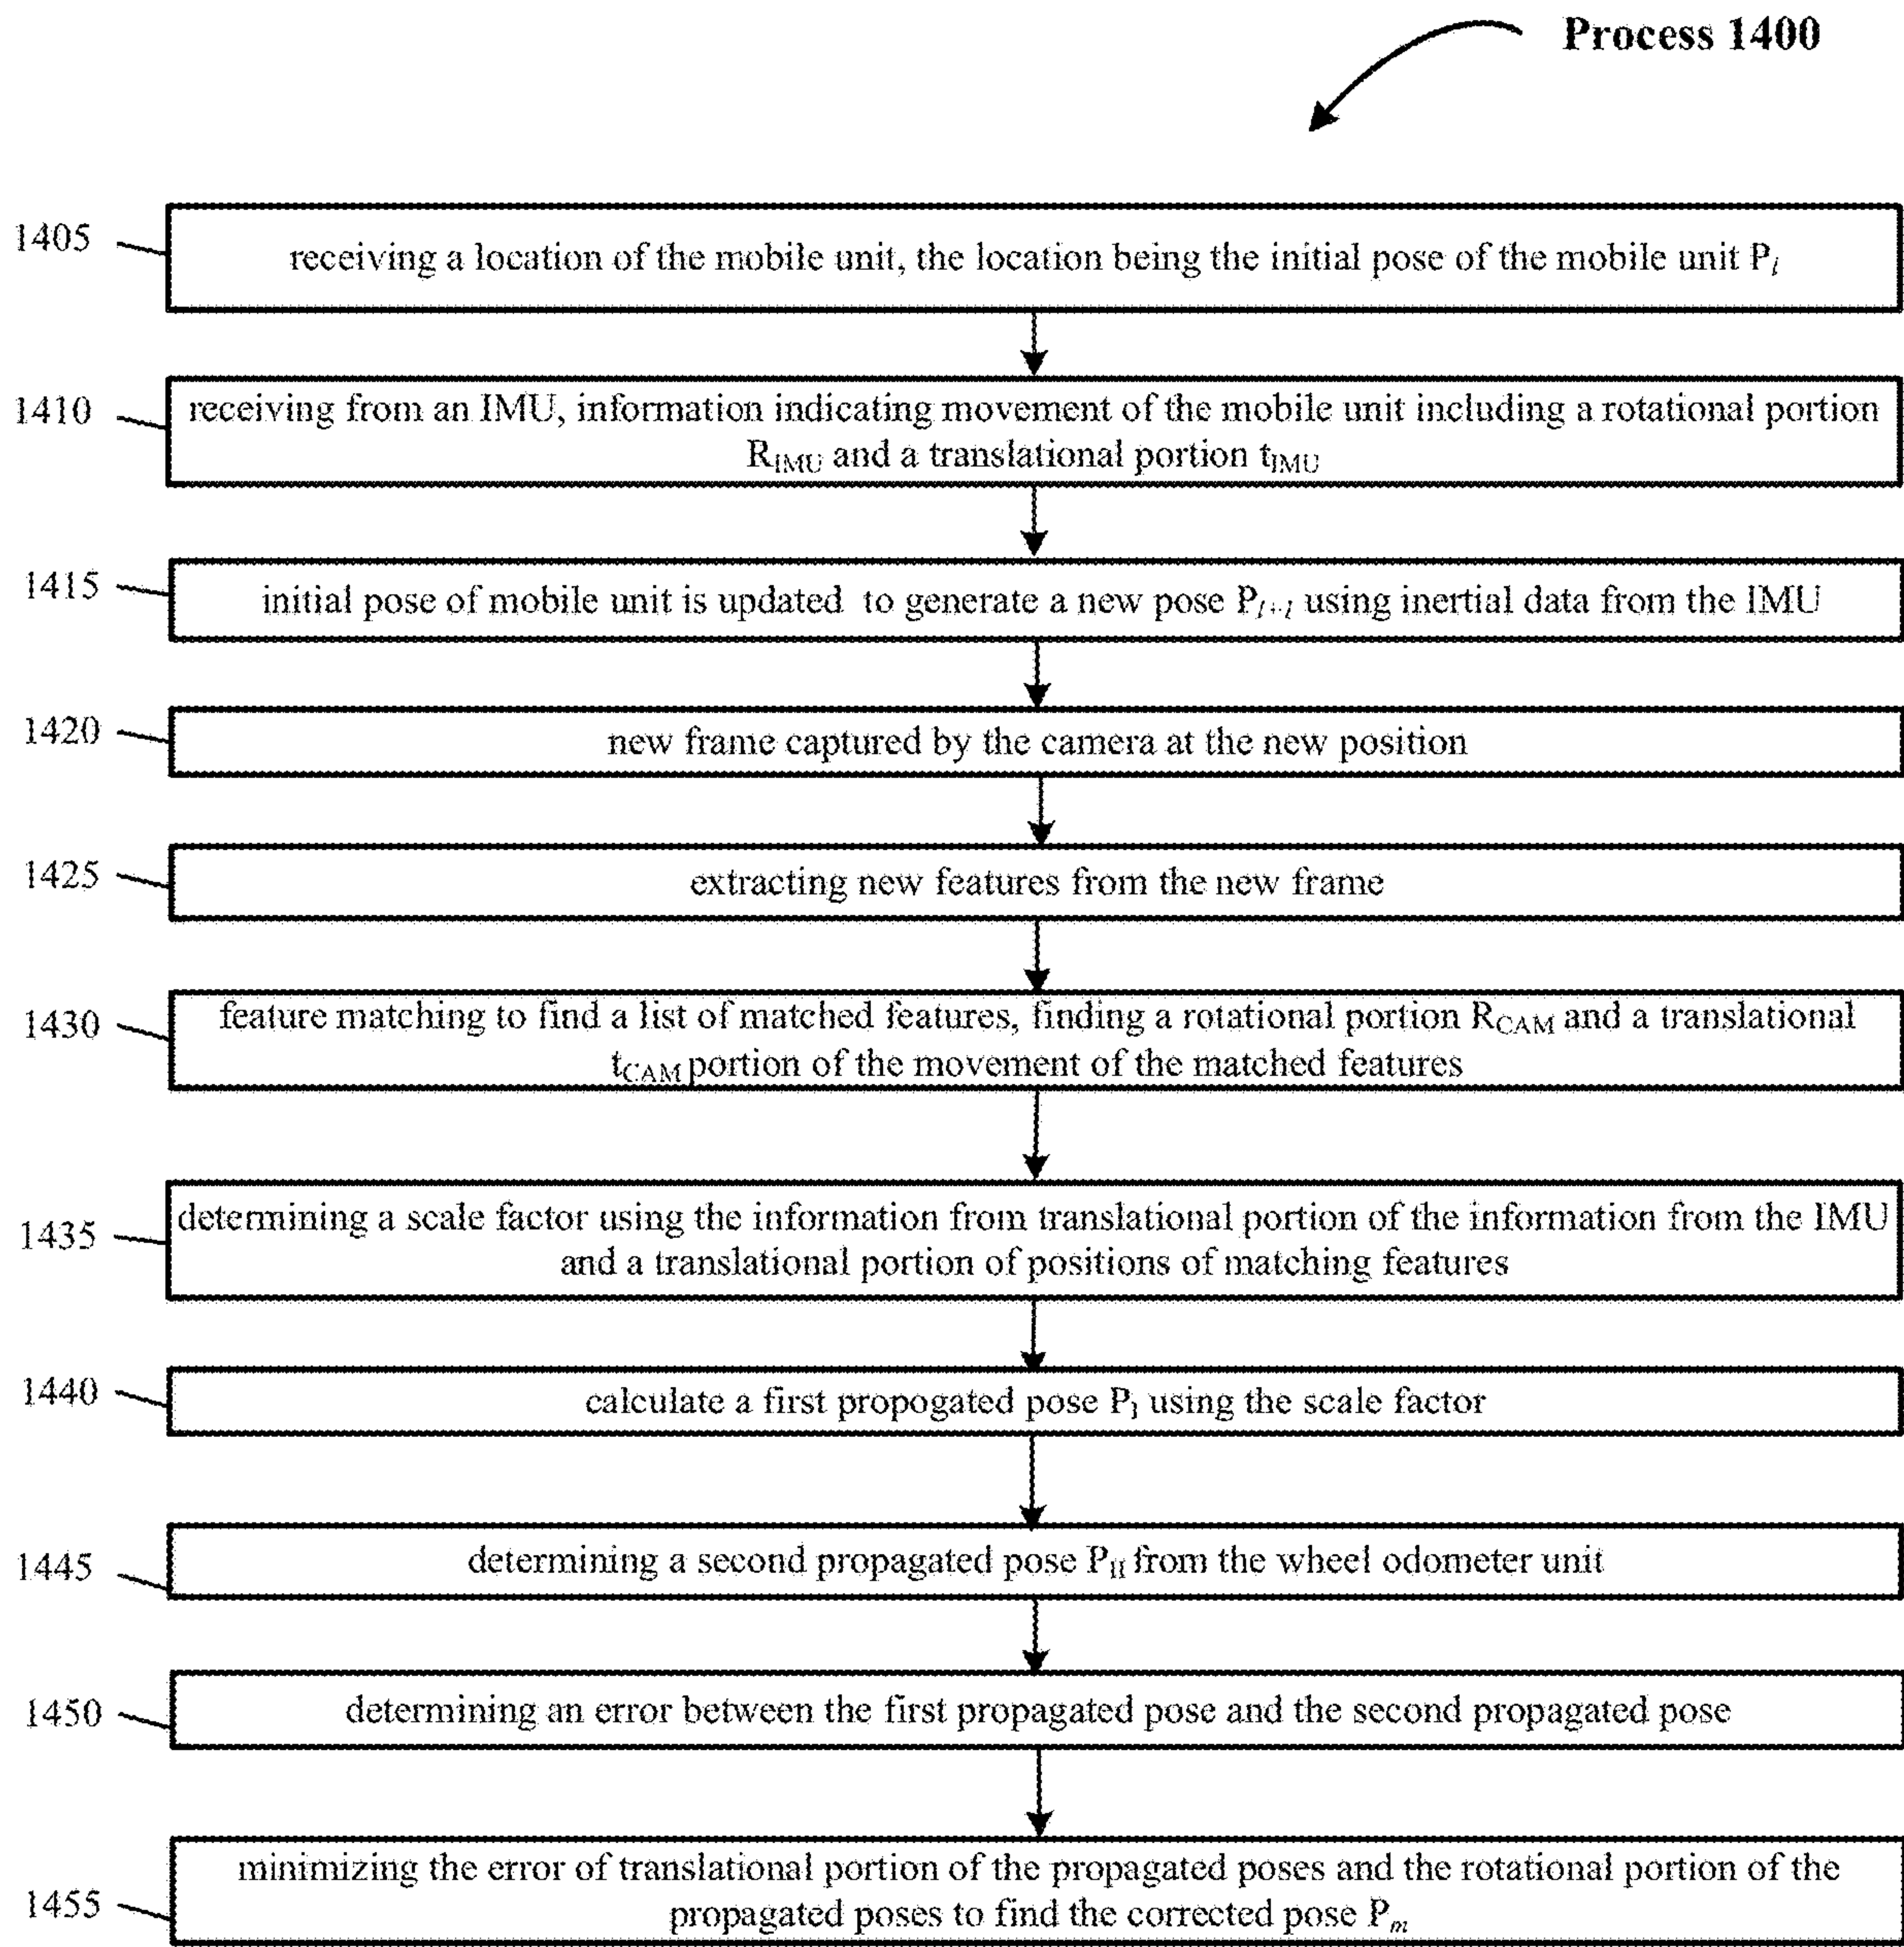 Process 1400
1405
receiving a location of the mobile unit, the location being the initial pose of the mobile unit Pₗ
1410
receiving from an IMU, information indicating movement of the mobile unit including a rotational portion
R_IMU and a translational portion t_IMU
1415
initial pose of mobile unit is updated to generate a new pose P_l+l using inertial data from the IMU
1420
new frame captured by the camera at the new position
1425
extracting new features from the new frame
1430
feature matching to find a list of matched features, finding a rotational portion R_CAM and a translational
t_CAM portion of the movement of the matched features
1435
determining a scale factor using the information from translational portion of the information from the IMU
and a translational portion of positions of matching features
1440
calculate a first propogated pose P_I using the scale factor
1445
determining a second propagated pose P_II from the wheel odometer unit
1450
determining an error between the first propagated pose and the second propagated pose
1455
minimizing the error of translational portion of the propagated poses and the rotational portion of the
propagated poses to find the corrected pose P_m